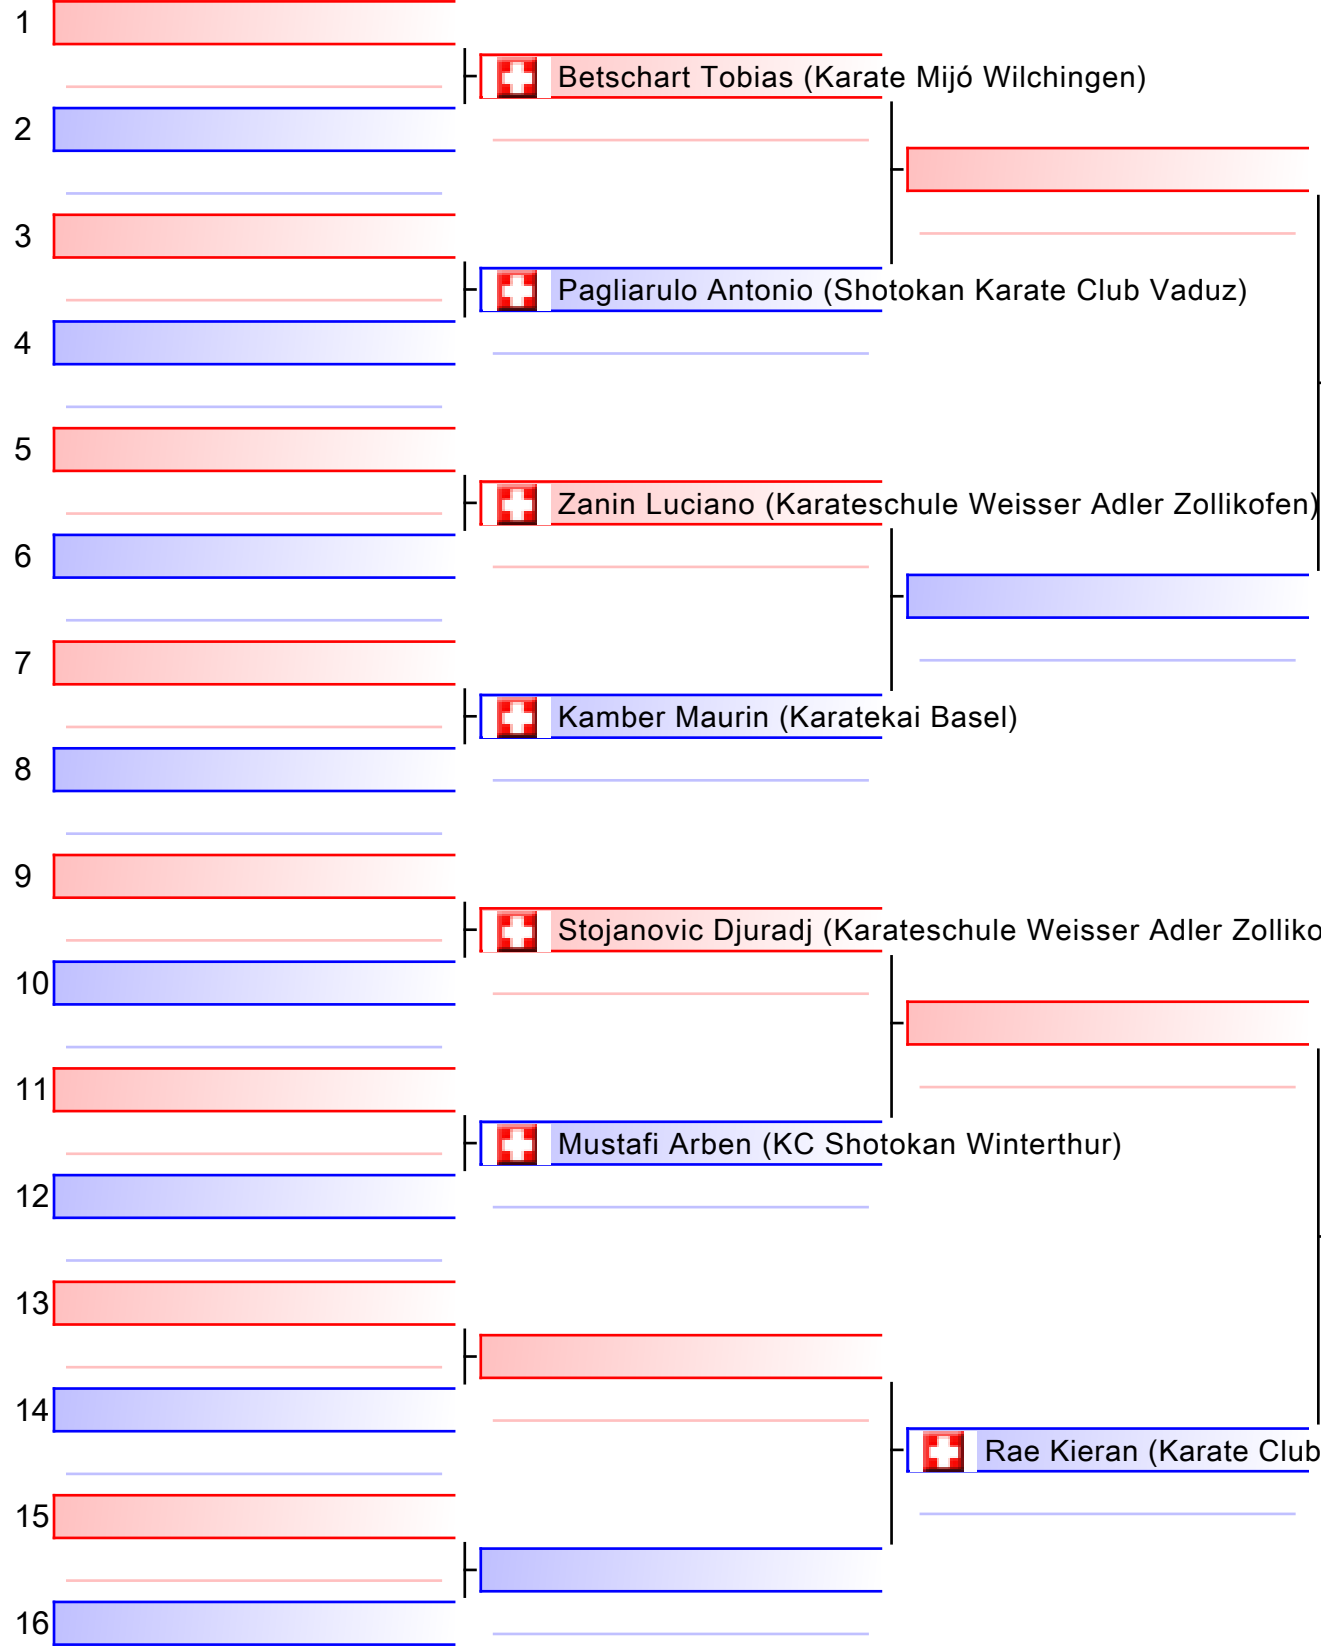 1
Betschart Tobias (Karate Mijó Wilchingen)
2
3
Pagliarulo Antonio (Shotokan Karate Club Vaduz)
4
5
Zanin Luciano (Karateschule Weisser Adler Zollikofen)
6
7
Kamber Maurin (Karatekai Basel)
8
9
Stojanovic Djuradj (Karateschule Weisser Adler Zolliko
10
11
Mustafi Arben (KC Shotokan Winterthur)
12
13
14
Rae Kieran (Karate Club
15
16